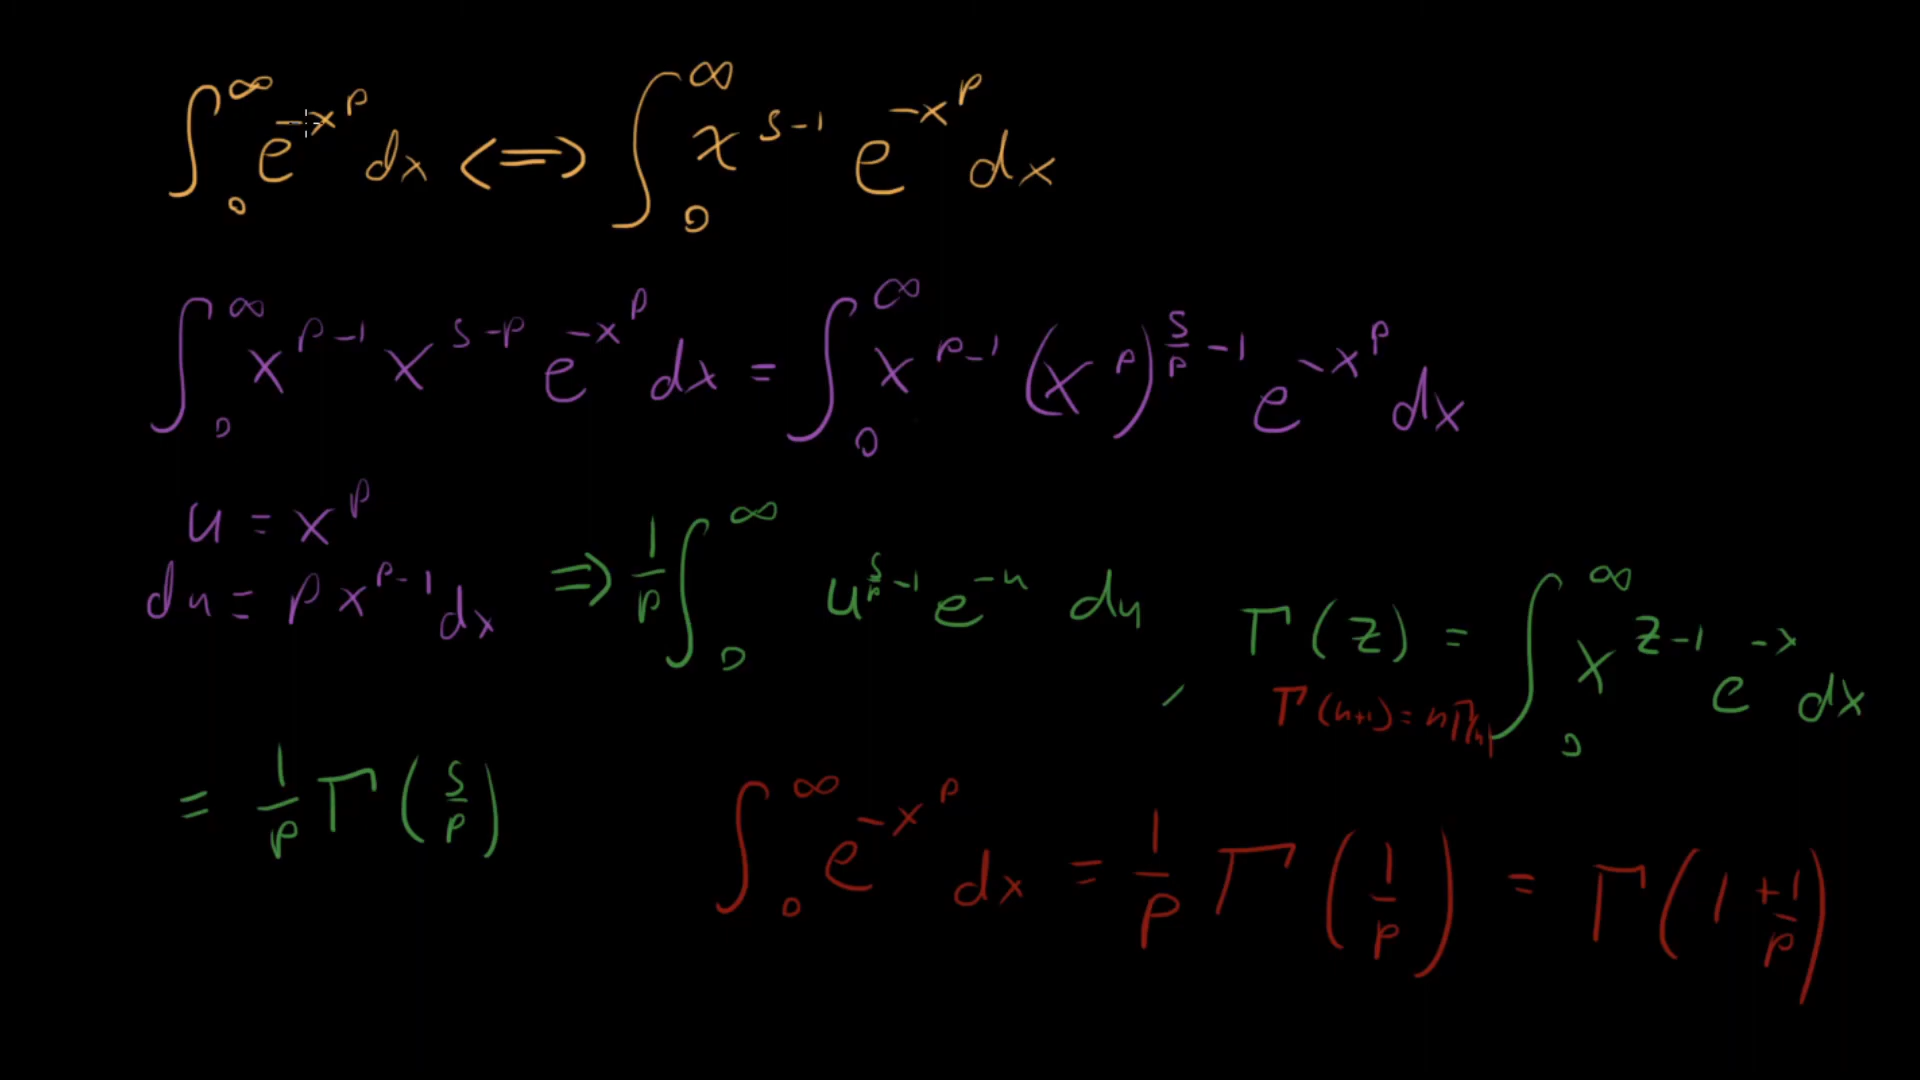 ∫₀^∞ e^{-x^p} dx <=> ∫₀^∞ x^{s-1} e^{-x^p} dx
∫₀^∞ x^{p-1} x^{s-p} e^{-x^p} dx = ∫₀^∞ x^{p-1} (x^p)^{s/p - 1} e^{-x^p} dx
u = x^p
du = p x^{p-1} dx => 1/p ∫₀^∞ u^{s/p - 1} e^{-u} du
Γ(z) = ∫₀^∞ x^{z-1} e^{-x} dx
Γ(n+1) = nΓ(n)
= 1/p Γ(s/p)
∫₀^∞ e^{-x^p} dx = 1/p Γ(1/p) = Γ(1 + 1/p)